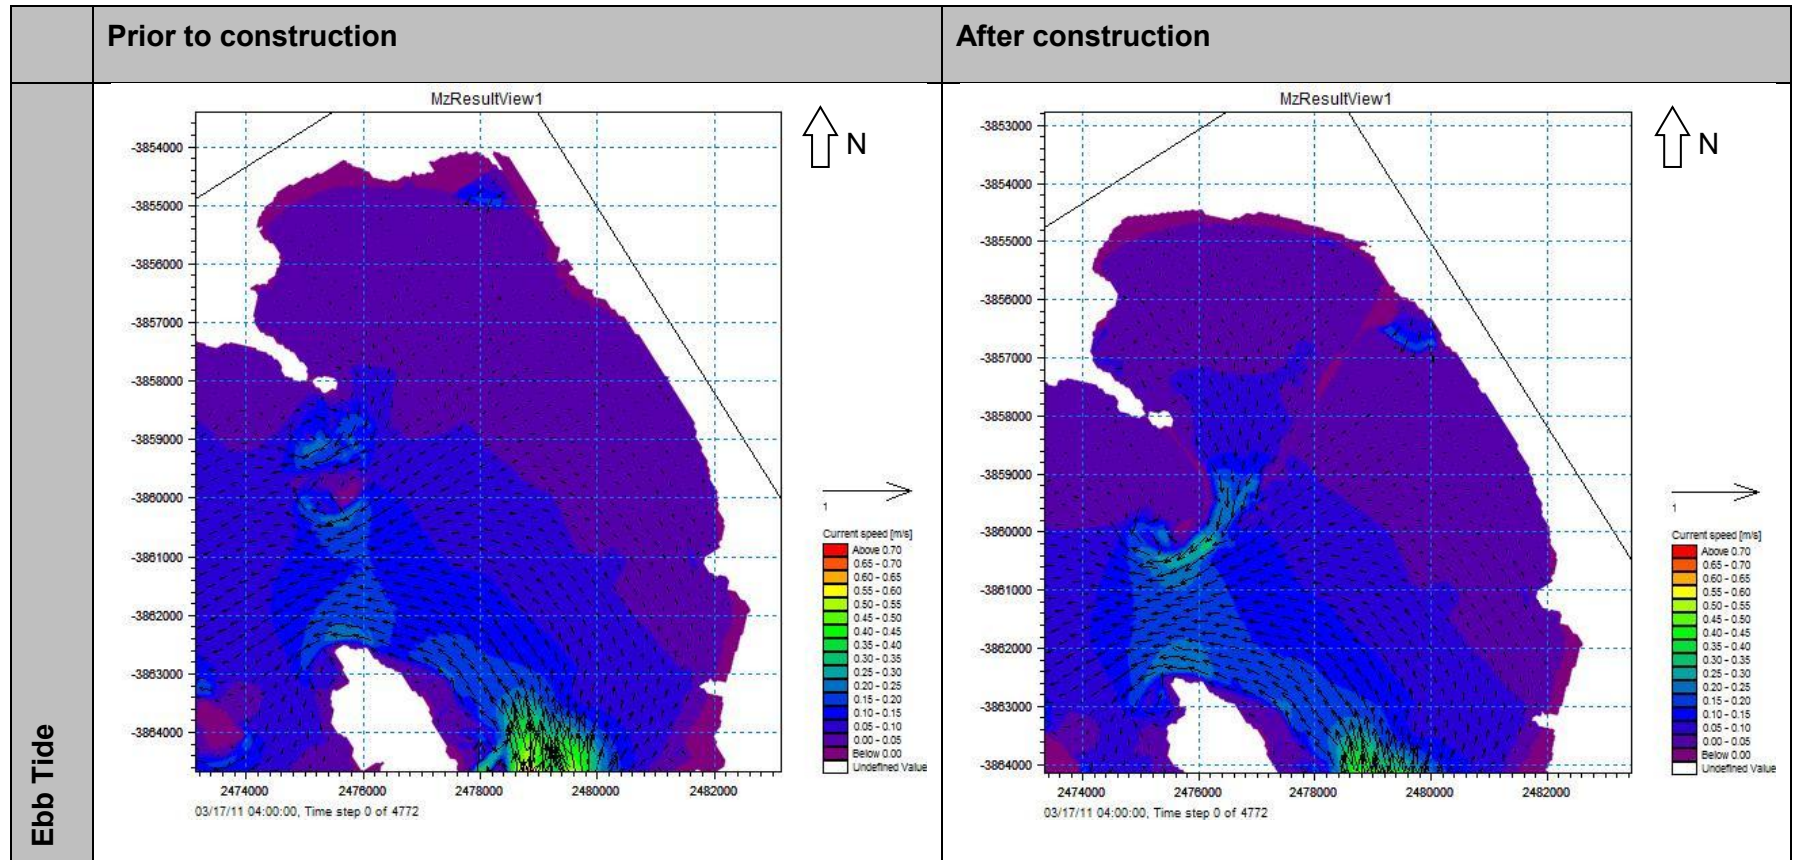 Prior to construction
After construction
Ebb Tide
MzResultView1
N
-3854000
-3855000
-3856000
-3857000
-3858000
-3859000
-3860000
-3861000
-3862000
-3863000
-3864000
2474000 2476000 2478000 2480000 2482000
03/17/11 04:00:00, Time step 0 of 4772
1
Current speed [m/s]
Above 0.70
0.65 - 0.70
0.60 - 0.65
0.55 - 0.60
0.50 - 0.55
0.45 - 0.50
0.40 - 0.45
0.35 - 0.40
0.30 - 0.35
0.25 - 0.30
0.20 - 0.25
0.15 - 0.20
0.10 - 0.15
0.05 - 0.10
0.00 - 0.05
Below 0.00
Undefined Value
MzResultView1
N
-3853000
-3854000
-3855000
-3856000
-3857000
-3858000
-3859000
-3860000
-3861000
-3862000
-3863000
-3864000
2474000 2476000 2478000 2480000 2482000
03/17/11 04:00:00, Time step 0 of 4772
1
Current speed [m/s]
Above 0.70
0.65 - 0.70
0.60 - 0.65
0.55 - 0.60
0.50 - 0.55
0.45 - 0.50
0.40 - 0.45
0.35 - 0.40
0.30 - 0.35
0.25 - 0.30
0.20 - 0.25
0.15 - 0.20
0.10 - 0.15
0.05 - 0.10
0.00 - 0.05
Below 0.00
Undefined Value